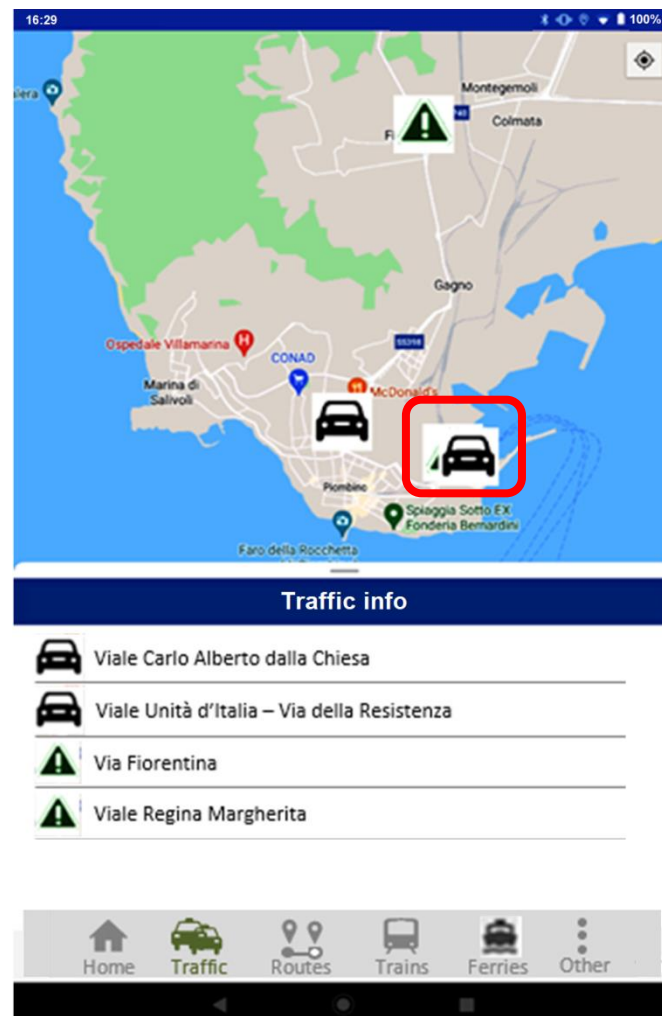 16:29
100%
Montegemoli
Colmata
Gagno
Ospedale Villamarina
H
CONAD
McDonald's
Marina di
Salivoli
Piombino
Spiaggia Sotto EX
Fonderia Bernardini
Faro della Rocchetta
Traffic info
Viale Carlo Alberto dalla Chiesa
Viale Unità d'Italia – Via della Resistenza
Via Fiorentina
Viale Regina Margherita
Home Traffic Routes Trains Ferries Other